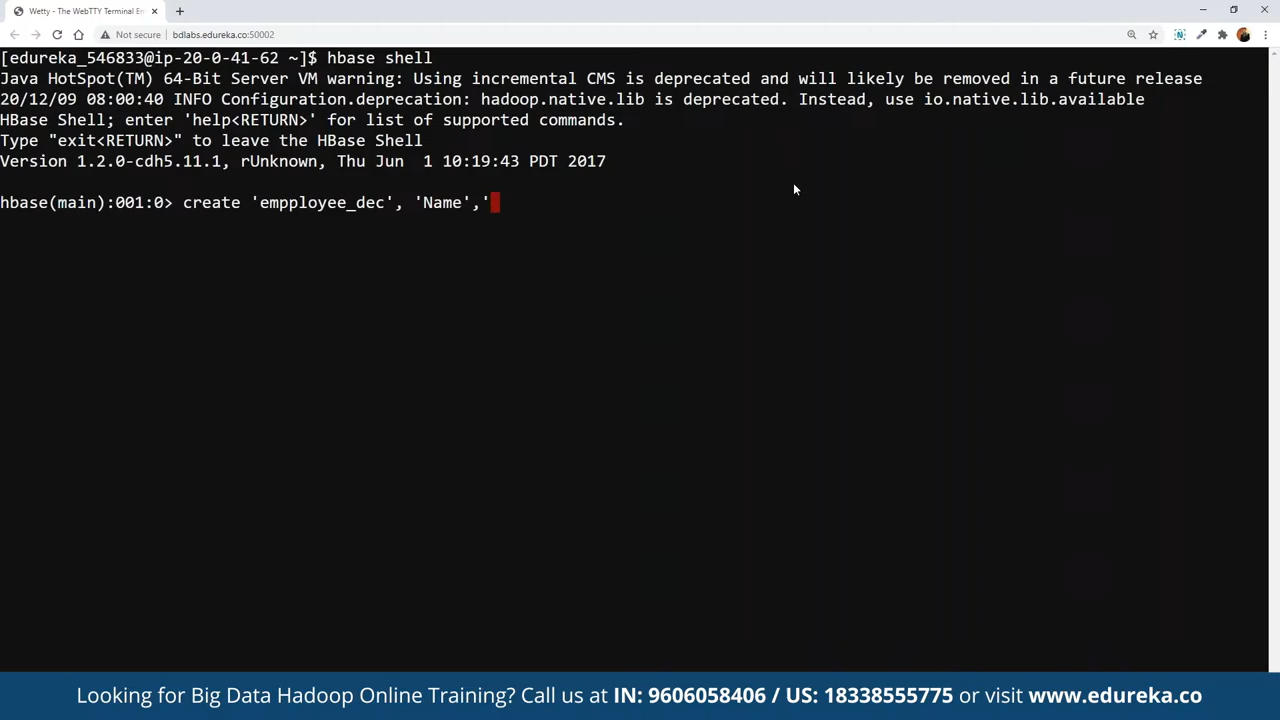 Wetty - The WebTTY Terminal Em
Not secure | bdlabs.edureka.co:50002
[edureka_546833@ip-20-0-41-62 ~]$ hbase shell
Java HotSpot(TM) 64-Bit Server VM warning: Using incremental CMS is deprecated and will likely be removed in a future release
20/12/09 08:00:40 INFO Configuration.deprecation: hadoop.native.lib is deprecated. Instead, use io.native.lib.available
HBase Shell; enter 'help<RETURN>' for list of supported commands.
Type "exit<RETURN>" to leave the HBase Shell
Version 1.2.0-cdh5.11.1, rUnknown, Thu Jun  1 10:19:43 PDT 2017
hbase(main):001:0> create 'empployee_dec', 'Name','
Looking for Big Data Hadoop Online Training? Call us at IN: 9606058406 / US: 18338555775 or visit www.edureka.co